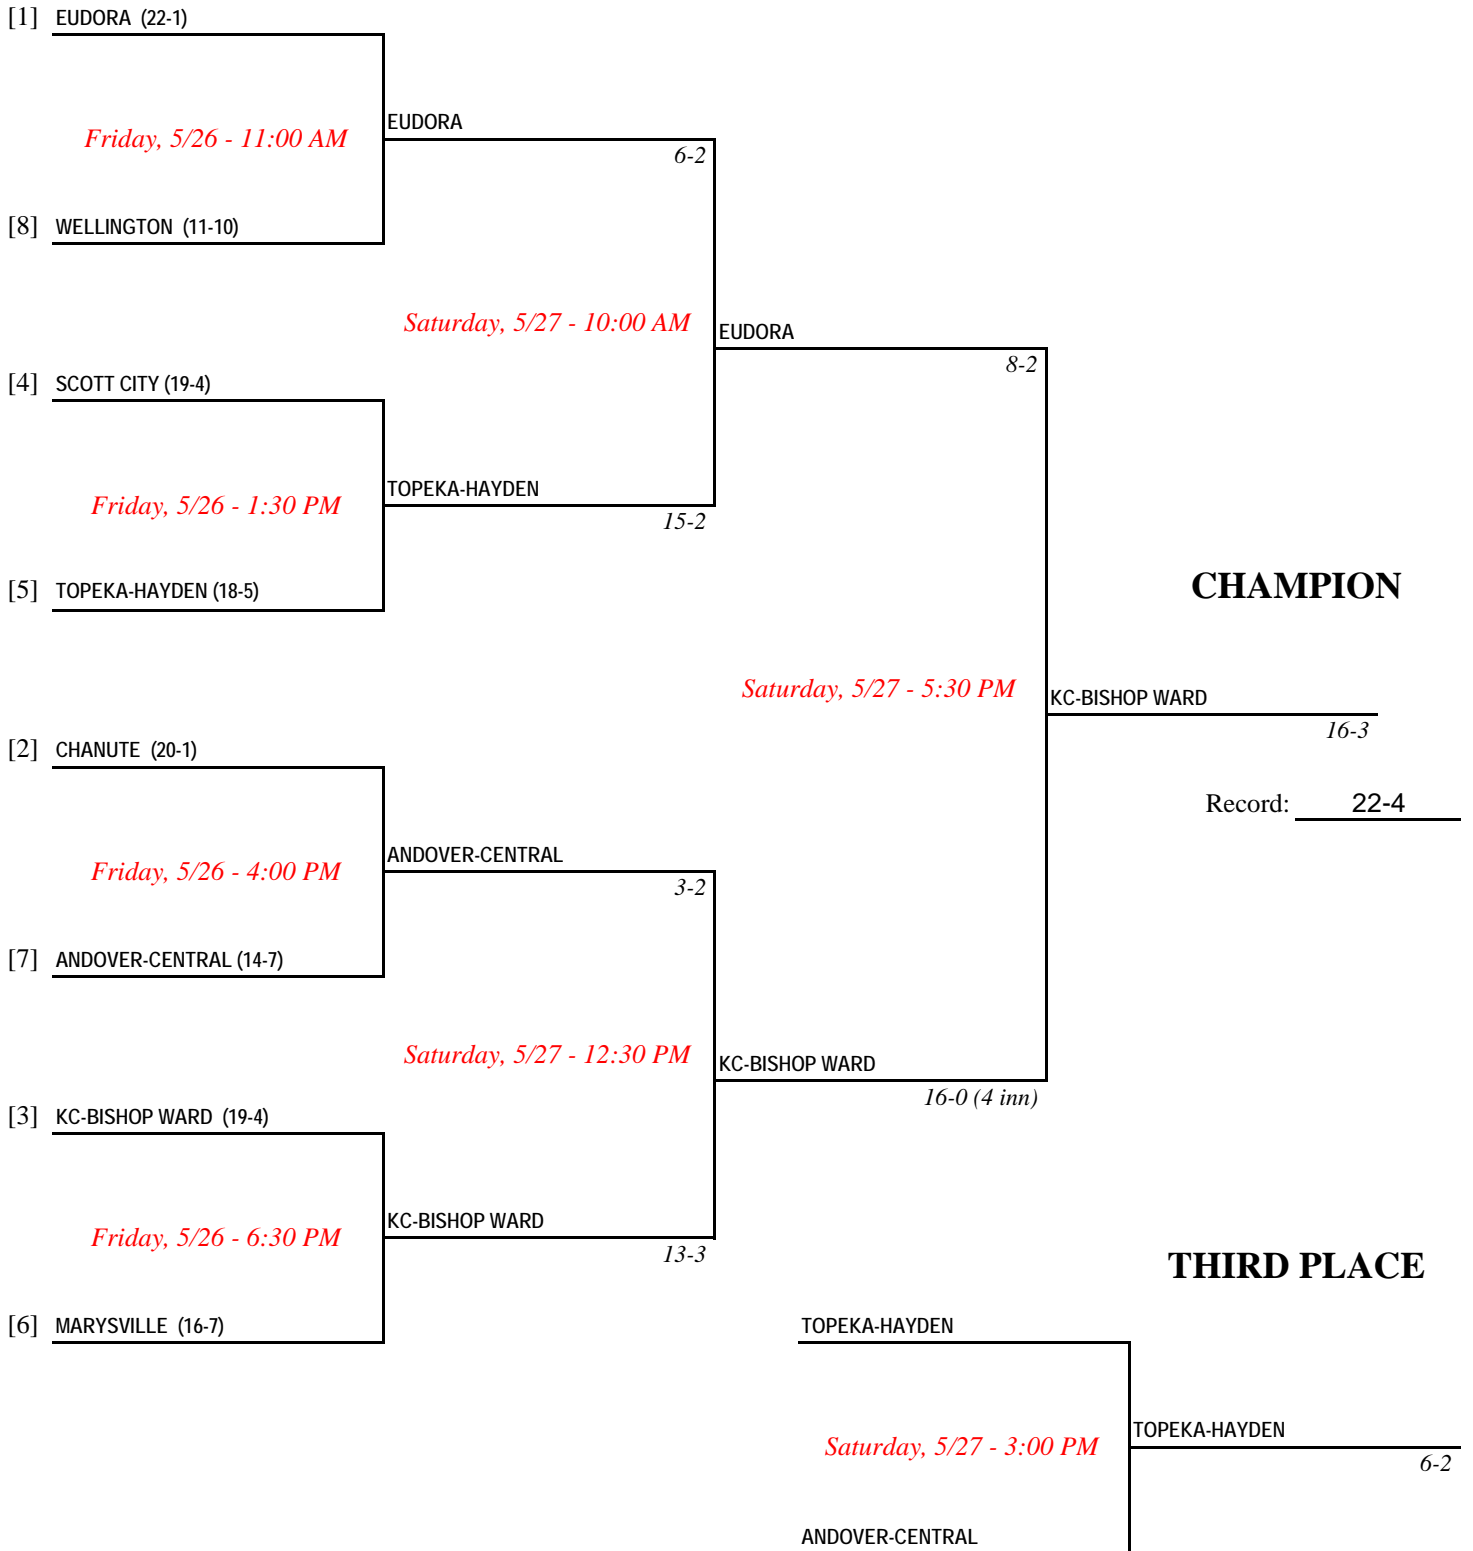 [1] EUDORA (22-1)
EUDORA
Friday, 5/26 - 11:00 AM
6-2
[8] WELLINGTON (11-10)
Saturday, 5/27 - 10:00 AM
EUDORA
8-2
[4] SCOTT CITY (19-4)
TOPEKA-HAYDEN
Friday, 5/26 - 1:30 PM
15-2
[5] TOPEKA-HAYDEN (18-5)
CHAMPION
Saturday, 5/27 - 5:30 PM
KC-BISHOP WARD
16-3
[2] CHANUTE (20-1)
Record: 22-4
ANDOVER-CENTRAL
Friday, 5/26 - 4:00 PM
3-2
[7] ANDOVER-CENTRAL (14-7)
Saturday, 5/27 - 12:30 PM
KC-BISHOP WARD
16-0 (4 inn)
[3] KC-BISHOP WARD (19-4)
KC-BISHOP WARD
Friday, 5/26 - 6:30 PM
13-3
THIRD PLACE
[6] MARYSVILLE (16-7)
TOPEKA-HAYDEN
TOPEKA-HAYDEN
Saturday, 5/27 - 3:00 PM
6-2
ANDOVER-CENTRAL